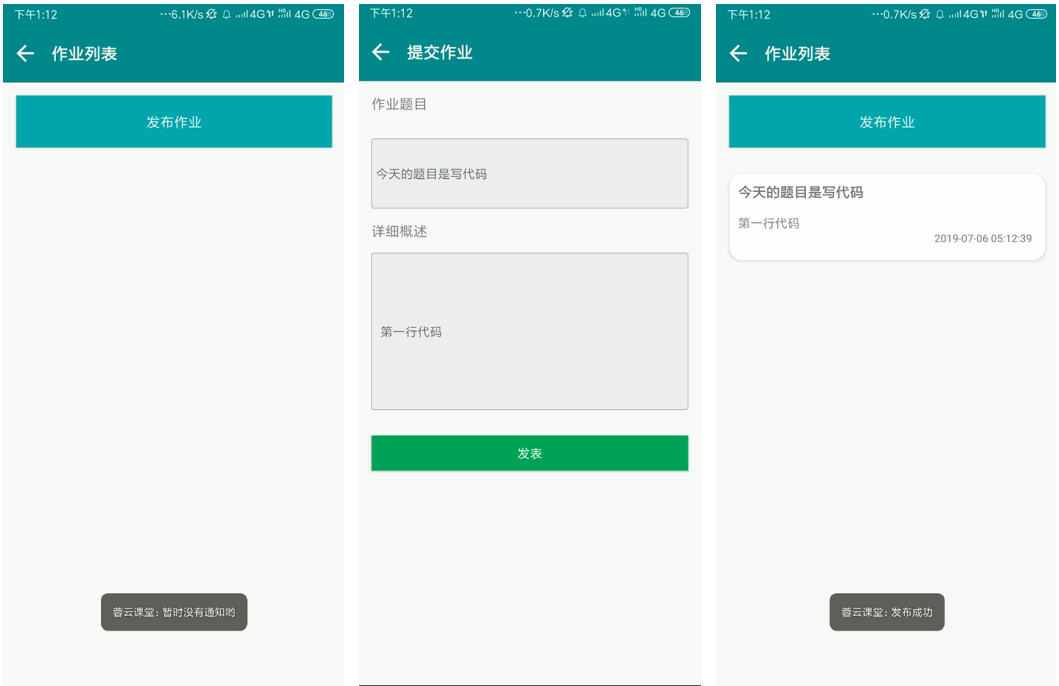 下午1:12
...6.1K/s 4G 4G 46
作业列表
发布作业
蓉云课堂:暂时没有通知哟
下午1:12
...0.7K/s 4G HD 4G 46
提交作业
作业题目
今天的题目是写代码
详细概述
第一行代码
发表
下午1:12
...0.7K/s 4G HD 4G 46
作业列表
发布作业
今天的题目是写代码
第一行代码
2019-07-06 05:12:39
蓉云课堂:发布成功